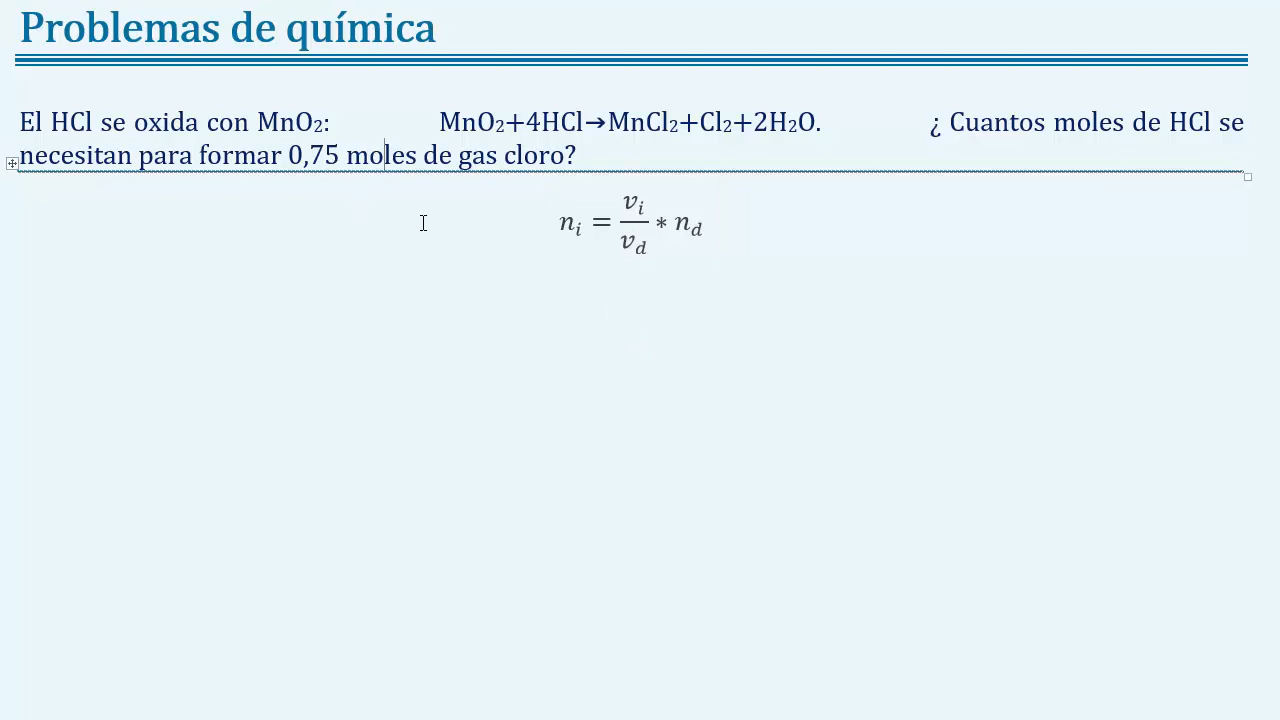 Problemas de química
El HCl se oxida con MnO₂: MnO₂+4HCl→MnCl₂+Cl₂+2H₂O. ¿ Cuantos moles de HCl se
necesitan para formar 0,75 moles de gas cloro?
nᵢ = vᵢ/v_d * n_d